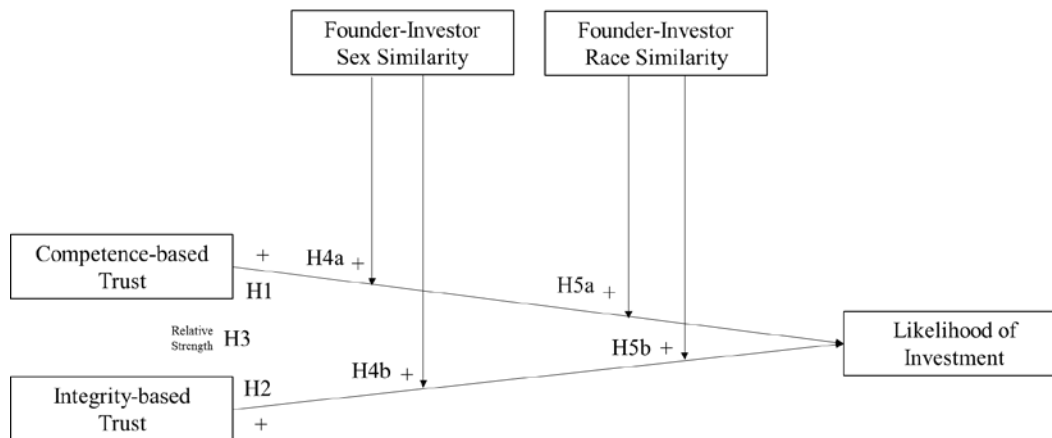 Founder-Investor
Sex Similarity
Founder-Investor
Race Similarity
Competence-based
Trust
+
H1
H4a +
H5a +
Relative
Strength
H3
Likelihood of
Investment
H5b +
H4b +
Integrity-based
Trust
H2
+